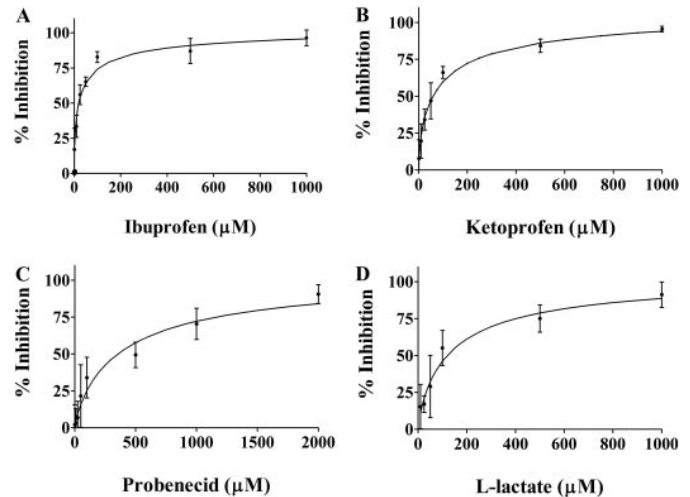 A
100
75
50
25
0
% Inhibition
0 200 400 600 800 1000
Ibuprofen (μM)
B
100
75
50
25
0
% Inhibition
0 200 400 600 800 1000
Ketoprofen (μM)
C
100
75
50
25
0
% Inhibition
0 500 1000 1500 2000
Probenecid (μM)
D
100
75
50
25
0
% Inhibition
0 200 400 600 800 1000
L-lactate (μM)